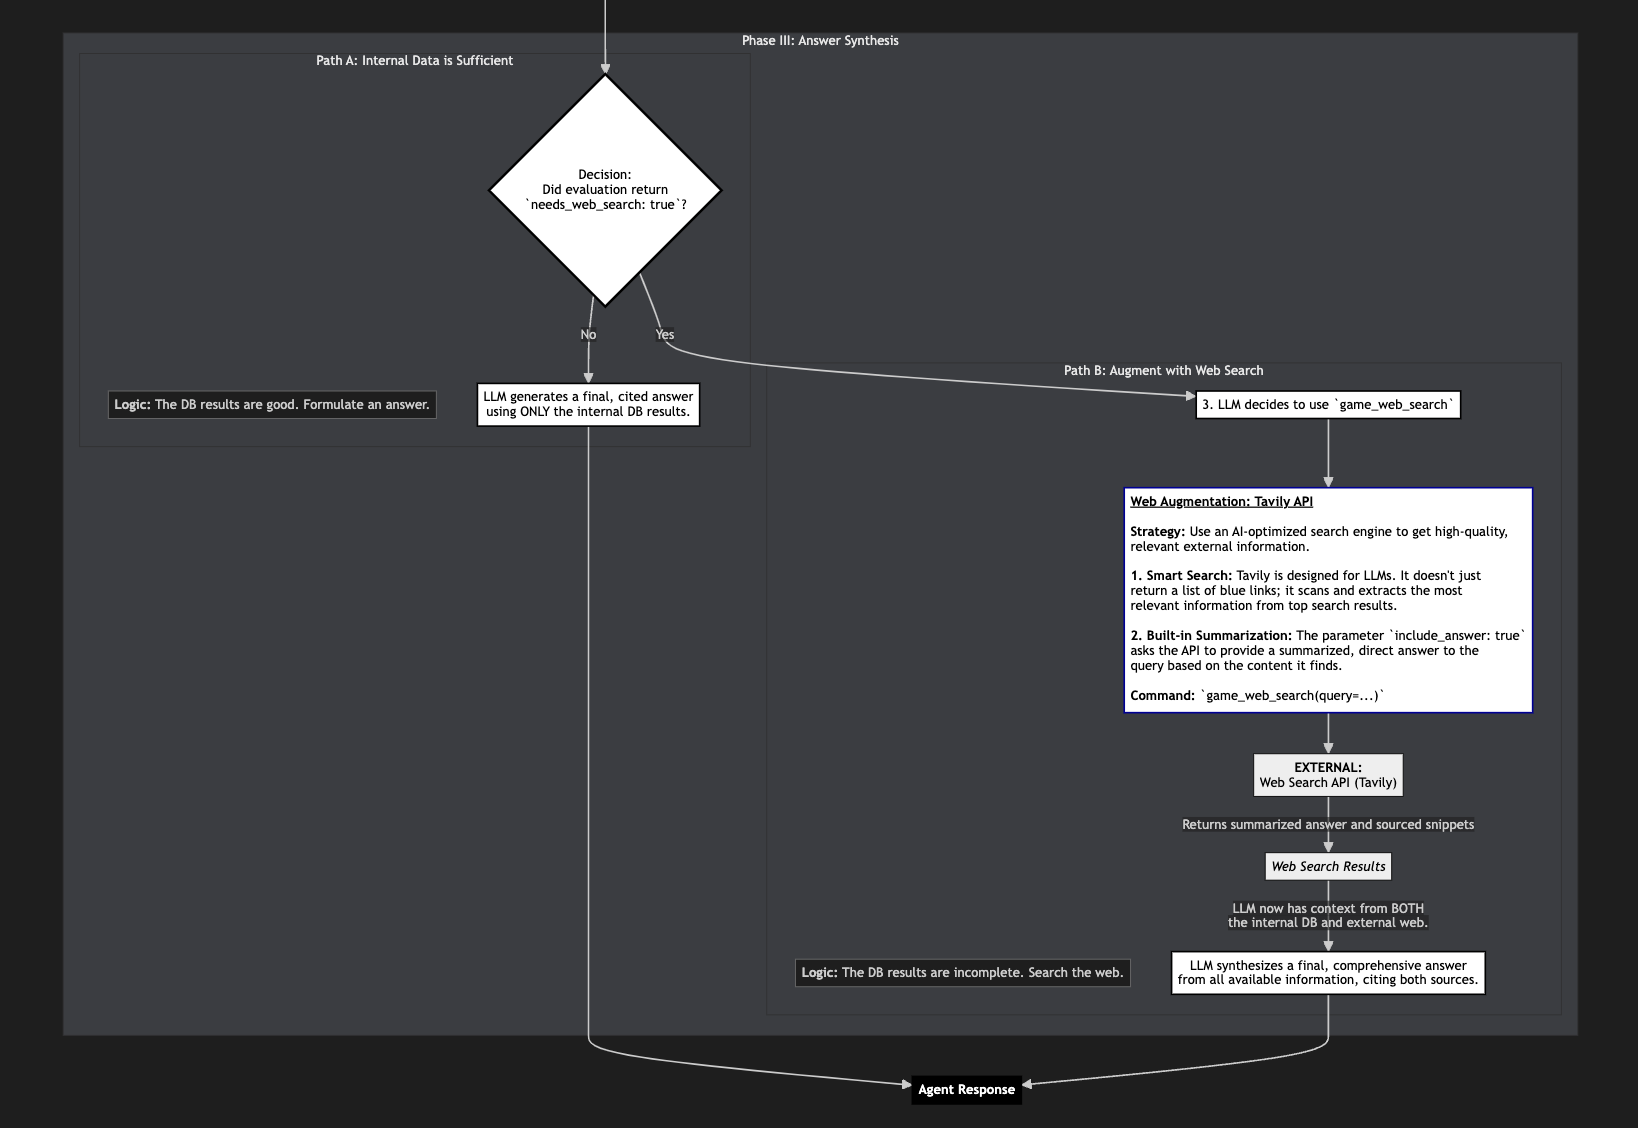 Phase III: Answer Synthesis
Path A: Internal Data is Sufficient
Decision:
Did evaluation return
`needs_web_search: true`?
No
Yes
Logic: The DB results are good. Formulate an answer.
LLM generates a final, cited answer
using ONLY the internal DB results.
Path B: Augment with Web Search
3. LLM decides to use `game_web_search`
Web Augmentation: Tavily API
Strategy: Use an AI-optimized search engine to get high-quality,
relevant external information.
1. Smart Search: Tavily is designed for LLMs. It doesn't just
return a list of blue links; it scans and extracts the most
relevant information from top search results.
2. Built-in Summarization: The parameter `include_answer: true`
asks the API to provide a summarized, direct answer to the
query based on the content it finds.
Command: `game_web_search(query=...)`
EXTERNAL:
Web Search API (Tavily)
Returns summarized answer and sourced snippets
Web Search Results
LLM now has context from BOTH
the internal DB and external web.
Logic: The DB results are incomplete. Search the web.
LLM synthesizes a final, comprehensive answer
from all available information, citing both sources.
Agent Response